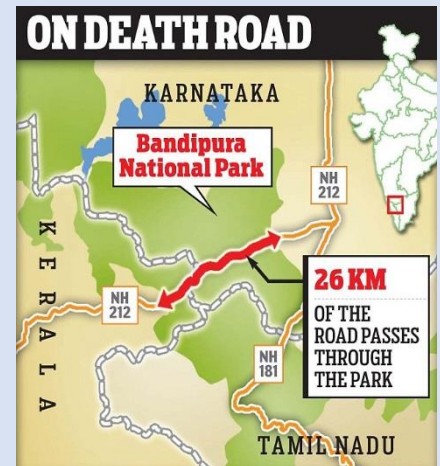 ON DEATH ROAD
KARNATAKA
Bandipura
National Park
NH
212
KERALA
26 KM
OF THE
ROAD PASSES
THROUGH
THE PARK
NH
212
NH
181
TAMIL NADU